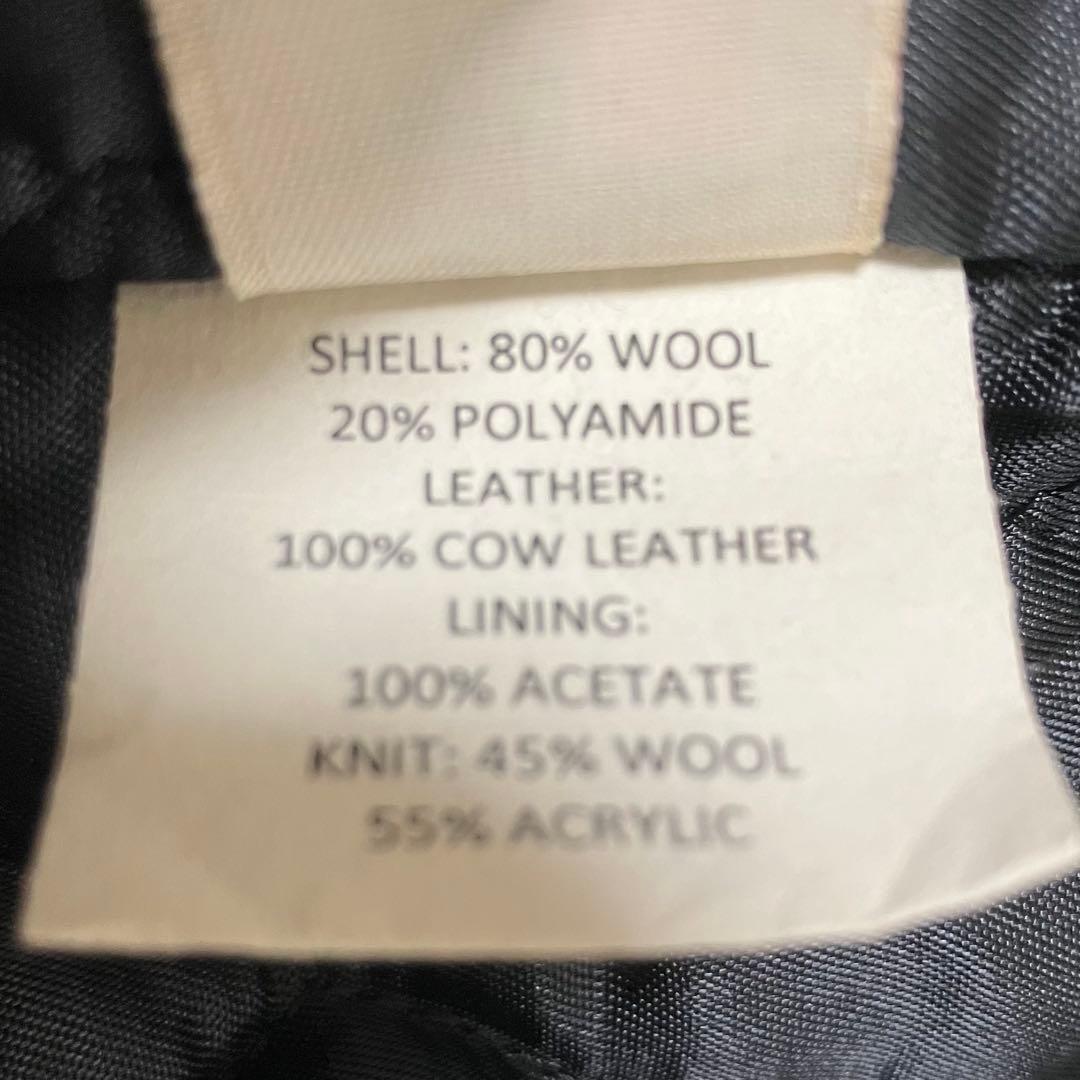 SHELL: 80% WOOL
20% POLYAMIDE
LEATHER:
100% COW LEATHER
LINING:
100% ACETATE
KNIT: 45% WOOL
55% ACRYLIC